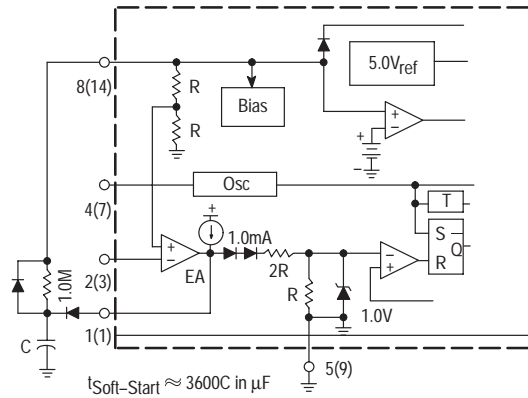 5.0Vref
8(14)
R
Bias
+
R
+
−
−
Osc
4(7)
T
+
S
1.0mA
Q
+
−
−
+
R
2R
EA
2(3)
1.0M
R
1.0V
1(1)
C
5(9)
tSoft–Start ≈ 3600C in µF